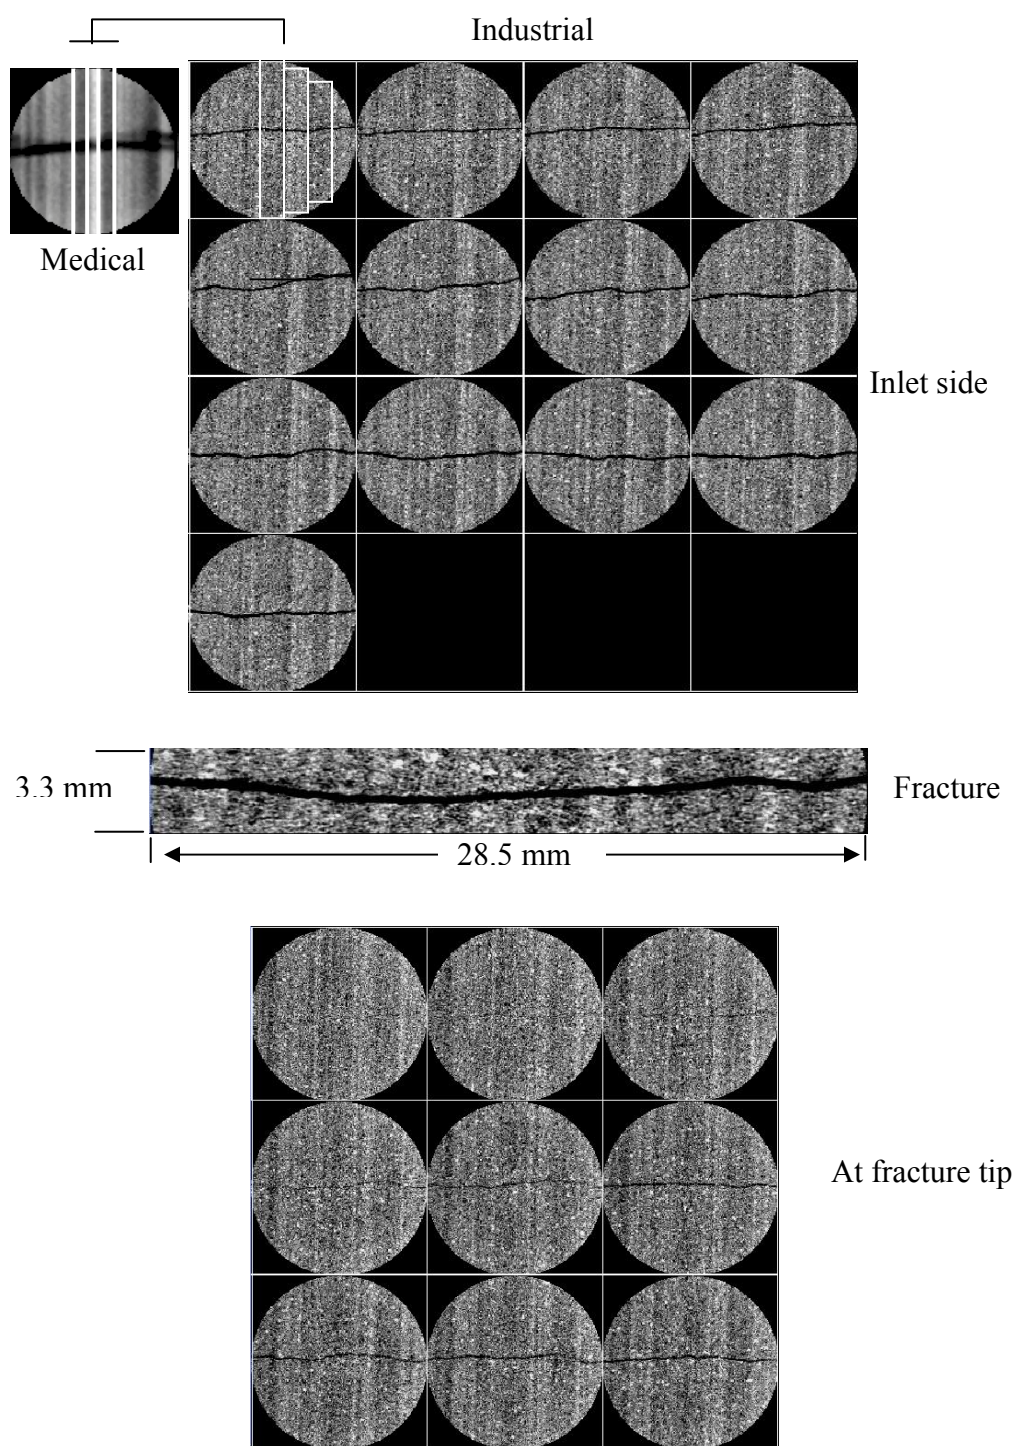 Industrial
Medical
Inlet side
3.3 mm
Fracture
28.5 mm
At fracture tip